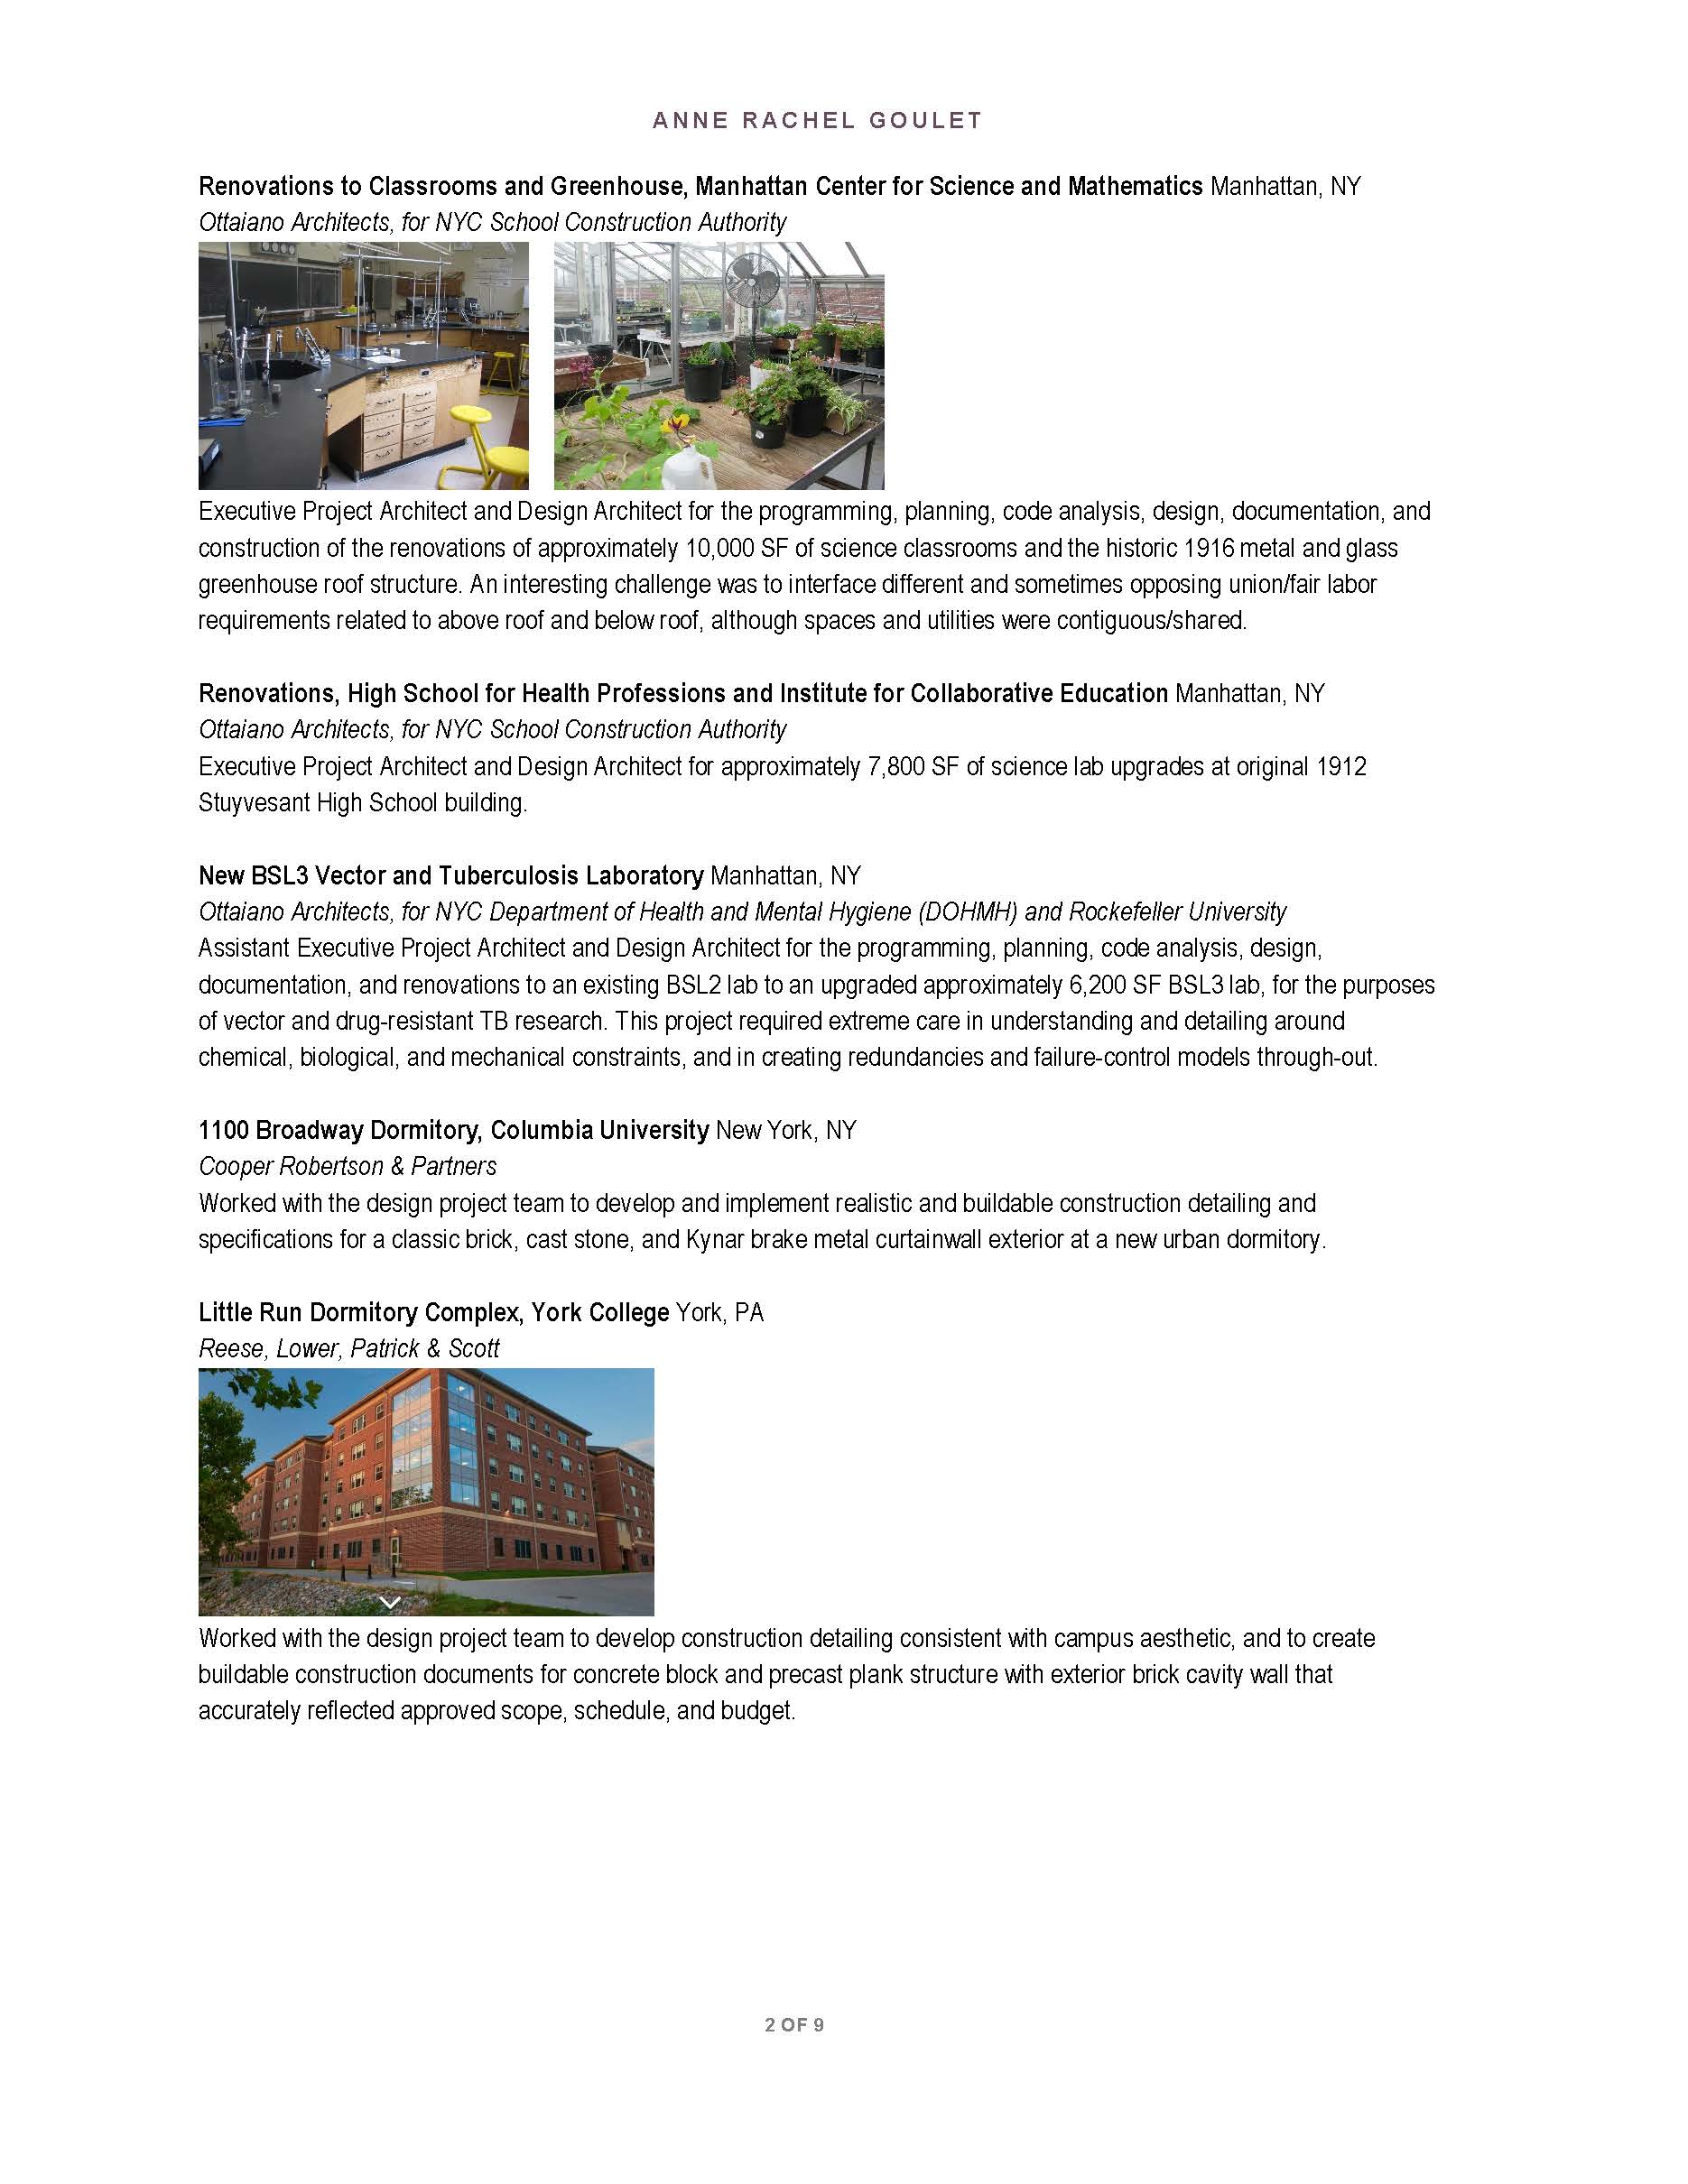 ANNE RACHEL GOULET
Renovations to Classrooms and Greenhouse, Manhattan Center for Science and Mathematics Manhattan, NY
Ottaiano Architects, for NYC School Construction Authority
Executive Project Architect and Design Architect for the programming, planning, code analysis, design, documentation, and
construction of the renovations of approximately 10,000 SF of science classrooms and the historic 1916 metal and glass
greenhouse roof structure. An interesting challenge was to interface different and sometimes opposing union/fair labor
requirements related to above roof and below roof, although spaces and utilities were contiguous/shared.
Renovations, High School for Health Professions and Institute for Collaborative Education Manhattan, NY
Ottaiano Architects, for NYC School Construction Authority
Executive Project Architect and Design Architect for approximately 7,800 SF of science lab upgrades at original 1912
Stuyvesant High School building.
New BSL3 Vector and Tuberculosis Laboratory Manhattan, NY
Ottaiano Architects, for NYC Department of Health and Mental Hygiene (DOHMH) and Rockefeller University
Assistant Executive Project Architect and Design Architect for the programming, planning, code analysis, design,
documentation, and renovations to an existing BSL2 lab to an upgraded approximately 6,200 SF BSL3 lab, for the purposes
of vector and drug-resistant TB research. This project required extreme care in understanding and detailing around
chemical, biological, and mechanical constraints, and in creating redundancies and failure-control models through-out.
1100 Broadway Dormitory, Columbia University New York, NY
Cooper Robertson & Partners
Worked with the design project team to develop and implement realistic and buildable construction detailing and
specifications for a classic brick, cast stone, and Kynar brake metal curtainwall exterior at a new urban dormitory.
Little Run Dormitory Complex, York College York, PA
Reese, Lower, Patrick & Scott
Worked with the design project team to develop construction detailing consistent with campus aesthetic, and to create
buildable construction documents for concrete block and precast plank structure with exterior brick cavity wall that
accurately reflected approved scope, schedule, and budget.
2 OF 9